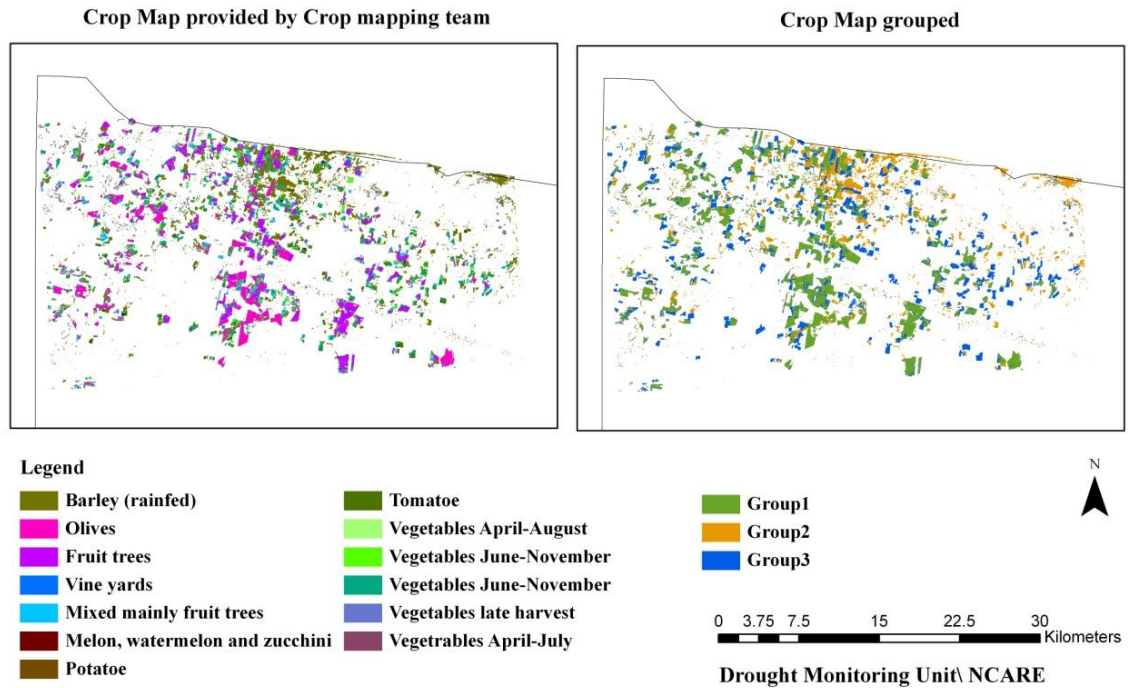 Crop Map provided by Crop mapping team
Crop Map grouped
Legend
Barley (rainfed)
Olives
Fruit trees
Vine yards
Mixed mainly fruit trees
Melon, watermelon and zucchini
Potatoe
Tomatoe
Vegetables April-August
Vegetables June-November
Vegetables June-November
Vegetables late harvest
Vegetrables April-July
Group1
Group2
Group3
N
0 3.75 7.5 15 22.5 30
Kilometers
Drought Monitoring Unit\ NCARE